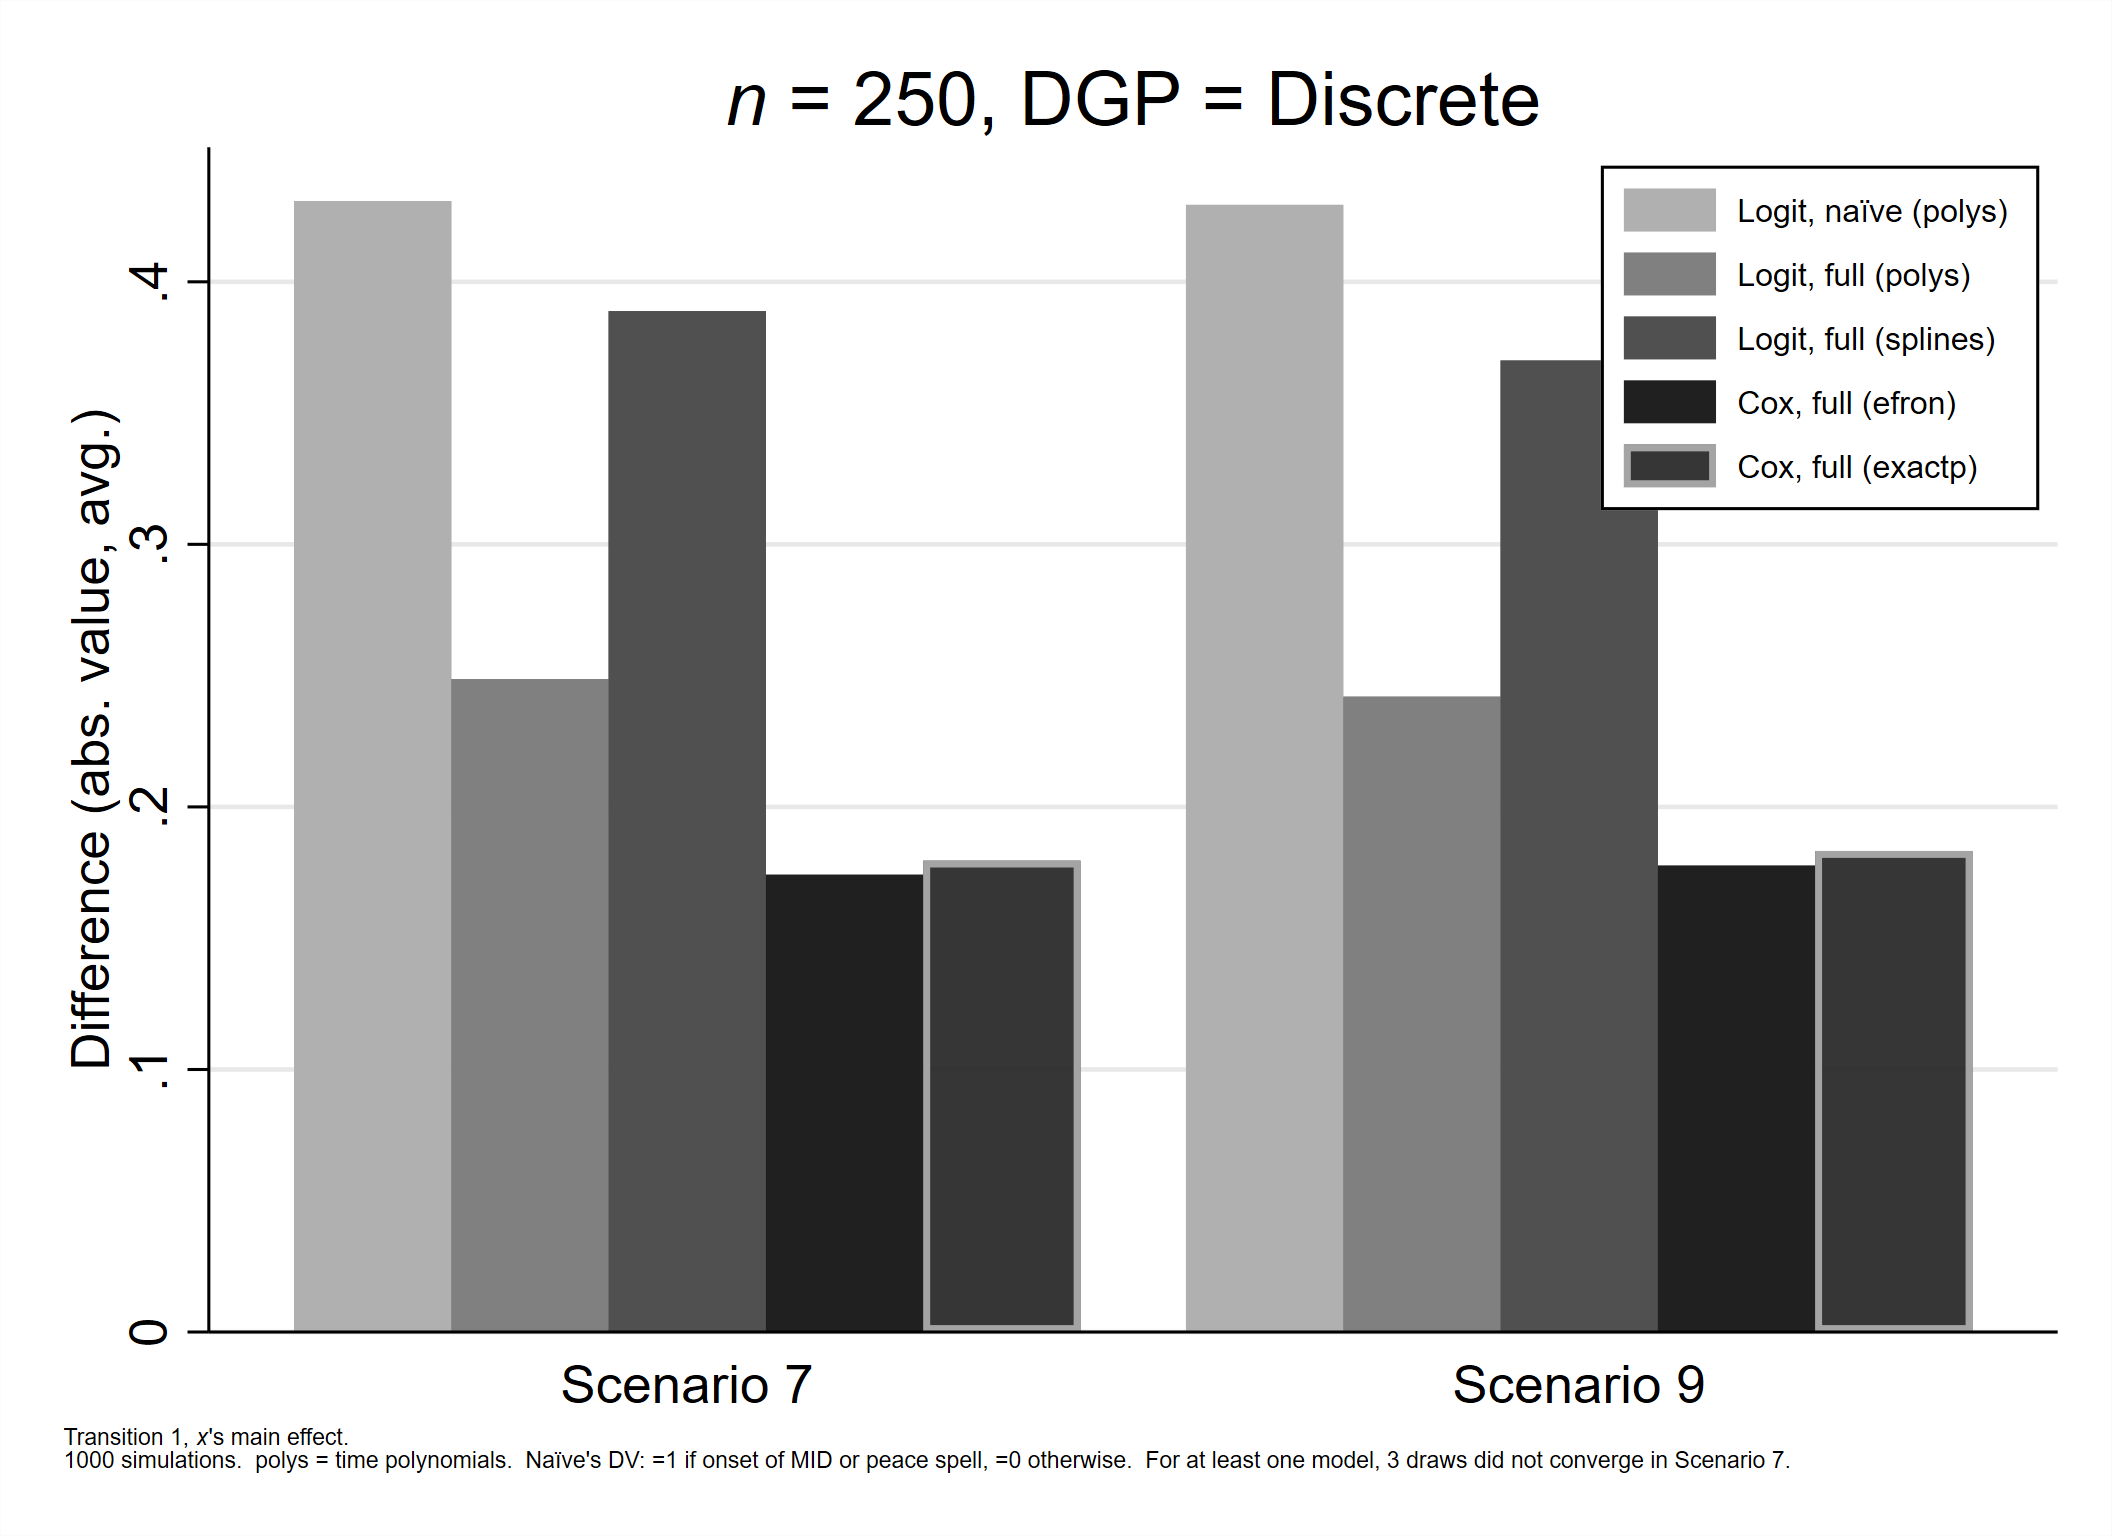 n = 250, DGP = Discrete
Logit, naïve (polys)
Logit, full (polys)
Logit, full (splines)
Cox, full (efron)
Cox, full (exactp)
Difference (abs. value, avg.)
.4
.3
.2
.1
0
Scenario 7
Scenario 9
Transition 1, x's main effect.
1000 simulations.  polys = time polynomials.  Naïve's DV: =1 if onset of MID or peace spell, =0 otherwise.  For at least one model, 3 draws did not converge in Scenario 7.